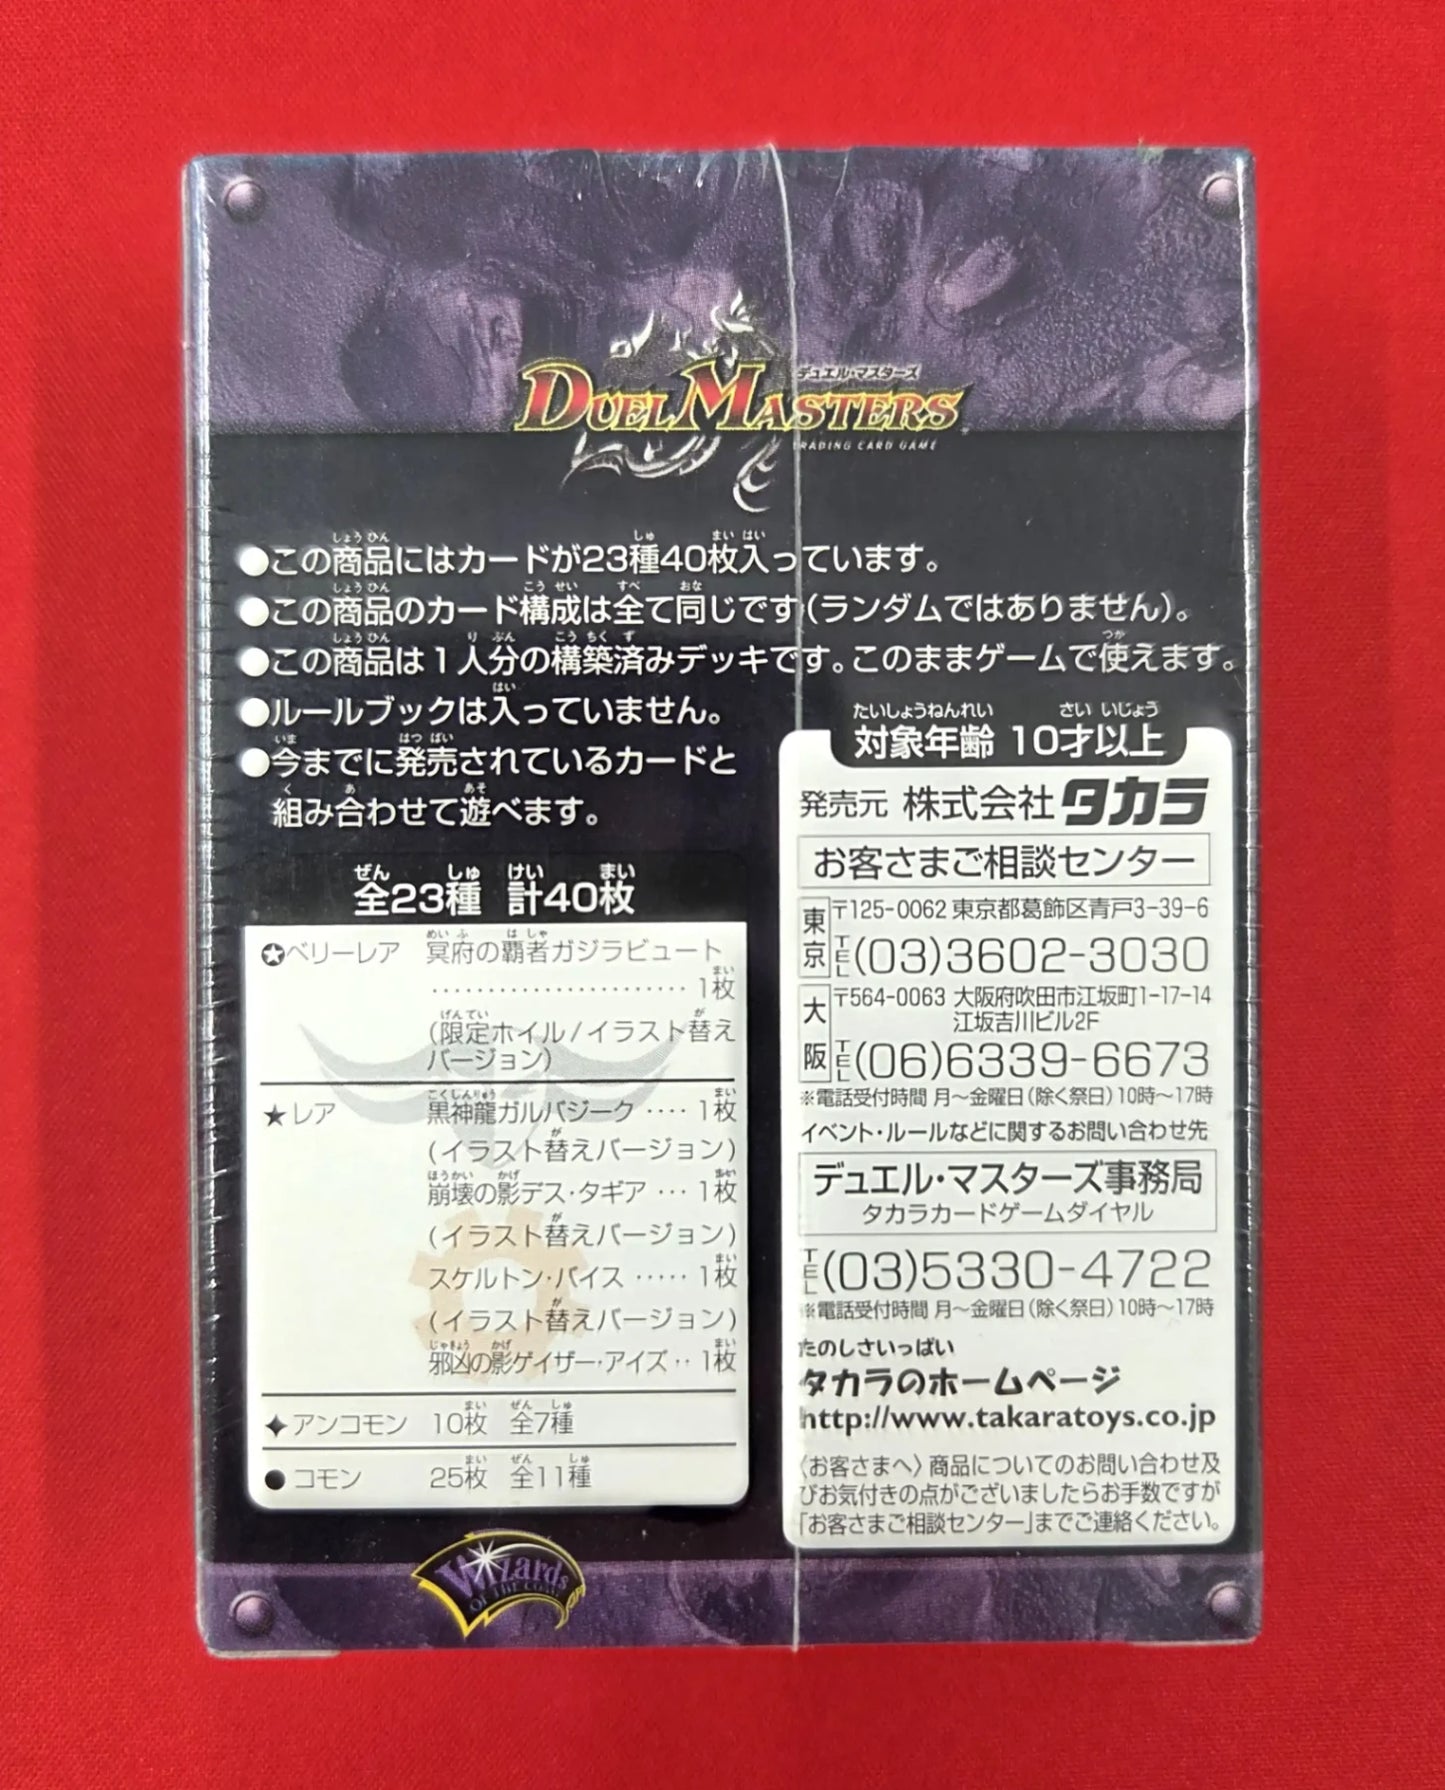 デュエル・マスターズ
DUEL MASTERS
TRADING CARD GAME
●この商品にはカードが23種40枚入っています。
●この商品のカード構成は全て同じです(ランダムではありません)。
●この商品は1人分の構築済みデッキです。このままゲームで使えます。
●ルールブックは入っていません。
●今までに発売されているカードと
組み合わせて遊べます。
全23種 計40枚
✪ベリーレア 冥府の覇者ガジラビュート
‥‥‥‥‥‥‥‥‥‥‥‥ 1枚
(限定ホイル/イラスト替え
バージョン)
★レア 黒神龍ガルバジーク ‥‥ 1枚
(イラスト替えバージョン)
崩壊の影デス・タギア ‥‥ 1枚
(イラスト替えバージョン)
スケルトン・バイス ‥‥‥ 1枚
(イラスト替えバージョン)
邪凶の影ゲイザー・アイズ ‥ 1枚
✦アンコモン 10枚 全7種
●コモン 25枚 全11種
対象年齢 10才以上
発売元 株式会社タカラ
お客さまご相談センター
東京 〒125-0062 東京都葛飾区青戸3-39-6
TEL(03)3602-3030
大阪 〒564-0063 大阪府吹田市江坂町1-17-14
江坂吉川ビル2F
TEL(06)6339-6673
※電話受付時間 月〜金曜日(除く祭日)10時〜17時
イベント・ルールなどに関するお問い合わせ先
デュエル・マスターズ事務局
タカラカードゲームダイヤル
TEL(03)5330-4722
※電話受付時間 月〜金曜日(除く祭日)10時〜17時
たのしさいっぱい
タカラのホームページ
http://www.takaratoys.co.jp
〈お客さまへ〉商品についてのお問い合わせ及
びお気付きの点がございましたらお手数ですが
「お客さまご相談センター」までご連絡ください。
Wizards
OF THE COAST